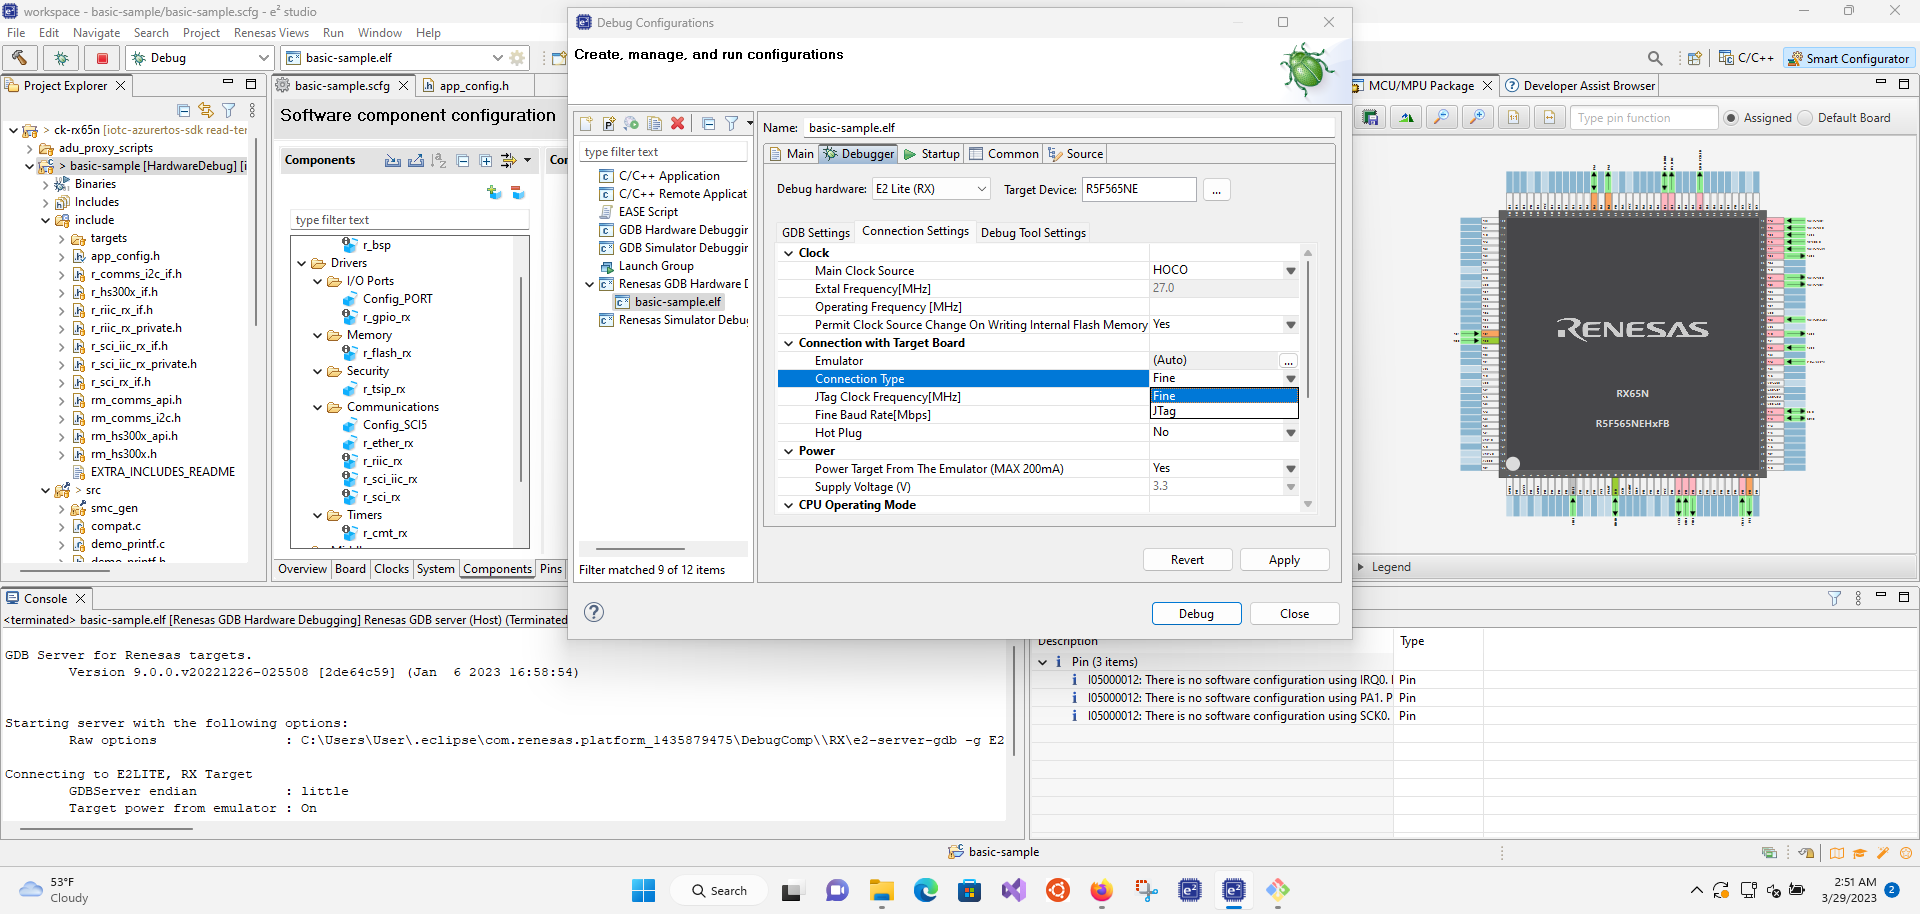 workspace - basic-sample/basic-sample.scfg - e² studio
File Edit Navigate Search Project Renesas Views Run Window Help
Debug
basic-sample.elf
C/C++
Smart Configurator
Project Explorer
> ck-rx65n [iotc-azurertos-sdk read-ter
adu_proxy_scripts
> basic-sample [HardwareDebug] [i
Binaries
Includes
include
targets
app_config.h
r_comms_i2c_if.h
r_hs300x_if.h
r_riic_rx_if.h
r_riic_rx_private.h
r_sci_iic_rx_if.h
r_sci_iic_rx_private.h
r_sci_rx_if.h
rm_comms_api.h
rm_comms_i2c.h
rm_hs300x_api.h
rm_hs300x.h
EXTRA_INCLUDES_README
> src
smc_gen
compat.c
demo_printf.c
demo_printf.h
basic-sample.scfg
app_config.h
Software component configuration
Components
Con
type filter text
r_bsp
Drivers
I/O Ports
Config_PORT
r_gpio_rx
Memory
r_flash_rx
Security
r_tsip_rx
Communications
Config_SCI5
r_ether_rx
r_riic_rx
r_sci_iic_rx
r_sci_rx
Timers
r_cmt_rx
Overview Board Clocks System Components Pins
Debug Configurations
Create, manage, and run configurations
type filter text
C/C++ Application
C/C++ Remote Applicat
EASE Script
GDB Hardware Debuggin
GDB Simulator Debuggin
Launch Group
Renesas GDB Hardware D
basic-sample.elf
Renesas Simulator Debug
Filter matched 9 of 12 items
Name: basic-sample.elf
Main Debugger Startup Common Source
Debug hardware: E2 Lite (RX) Target Device: R5F565NE ...
GDB Settings Connection Settings Debug Tool Settings
Clock
Main Clock Source HOCO
Extal Frequency[MHz] 27.0
Operating Frequency [MHz]
Permit Clock Source Change On Writing Internal Flash Memory Yes
Connection with Target Board
Emulator (Auto) ...
Connection Type Fine
Fine
JTag
JTag Clock Frequency[MHz]
Fine Baud Rate[Mbps]
Hot Plug No
Power
Power Target From The Emulator (MAX 200mA) Yes
Supply Voltage (V) 3.3
CPU Operating Mode
Revert Apply
Debug Close
MCU/MPU Package
Developer Assist Browser
Type pin function
Assigned
Default Board
RENESAS
RX65N
R5F565NEHxFB
Legend
Console
<terminated> basic-sample.elf [Renesas GDB Hardware Debugging] Renesas GDB server (Host) (Terminated
GDB Server for Renesas targets.
Version 9.0.0.v20221226-025508 [2de64c59] (Jan  6 2023 16:58:54)
Starting server with the following options:
Raw options : C:\Users\User\.eclipse\com.renesas.platform_1435879475\DebugComp\\RX\e2-server-gdb -g E2
Connecting to E2LITE, RX Target
GDBServer endian : little
Target power from emulator : On
Description Type
Pin (3 items)
I05000012: There is no software configuration using IRQ0. Pin
I05000012: There is no software configuration using PA1. P Pin
I05000012: There is no software configuration using SCK0. Pin
basic-sample
53°F
Cloudy
Search
2:51 AM
3/29/2023
2